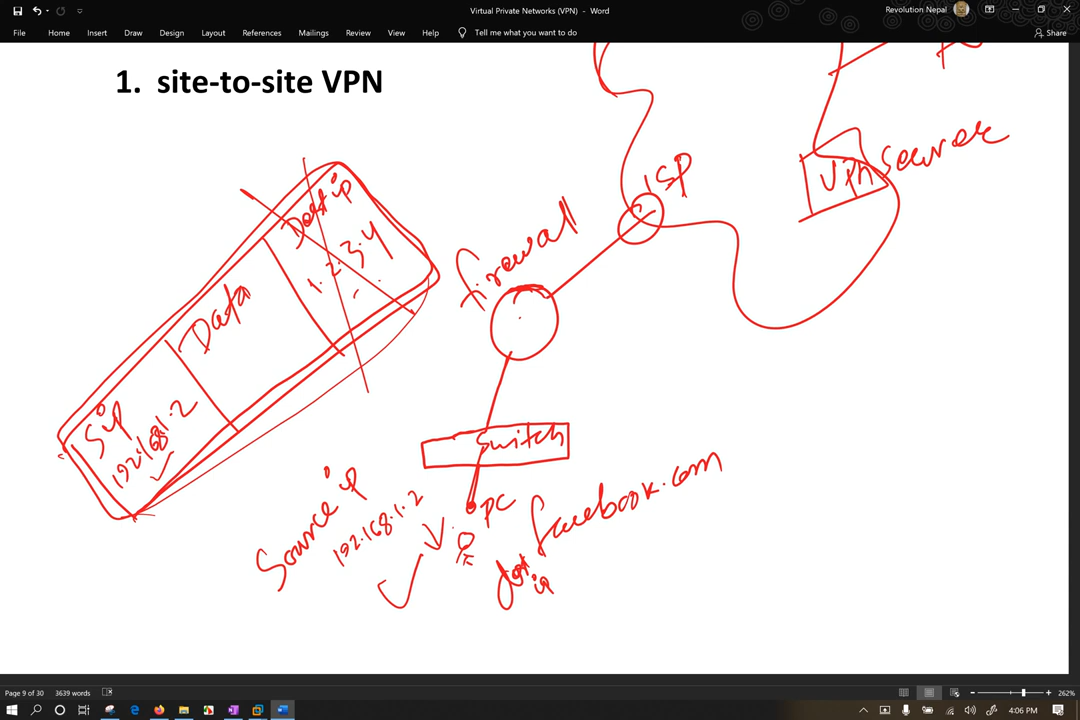 Virtual Private Networks (VPN) - Word
Revolution Nepal
File Home Insert Draw Design Layout References Mailings Review View Help Tell me what you want to do
Share
1. site-to-site VPN
ISP
VPN Server
Firewall
Dest ip
1.2.3.4
Data
Sip
192.168.1.2
Switch
PC
Source ip
192.168.1.2
facebook.com
dest
ip
Page 9 of 30 3639 words
262%
4:06 PM